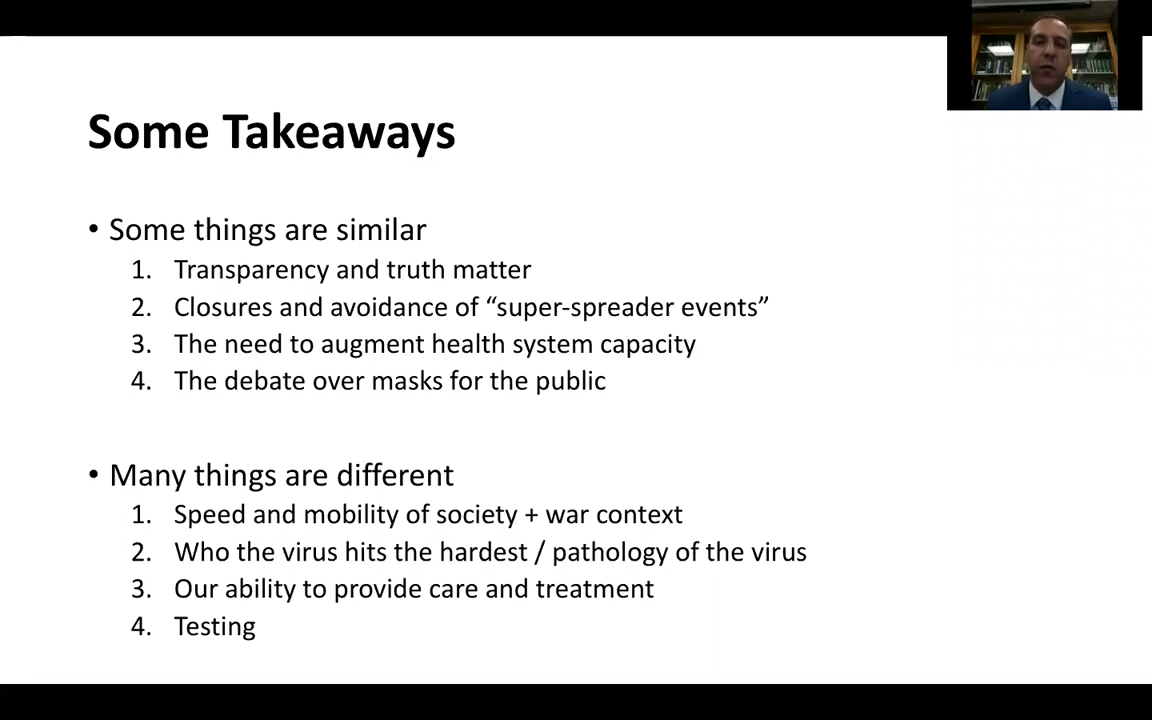 Some Takeaways
• Some things are similar
1. Transparency and truth matter
2. Closures and avoidance of “super-spreader events”
3. The need to augment health system capacity
4. The debate over masks for the public
• Many things are different
1. Speed and mobility of society + war context
2. Who the virus hits the hardest / pathology of the virus
3. Our ability to provide care and treatment
4. Testing